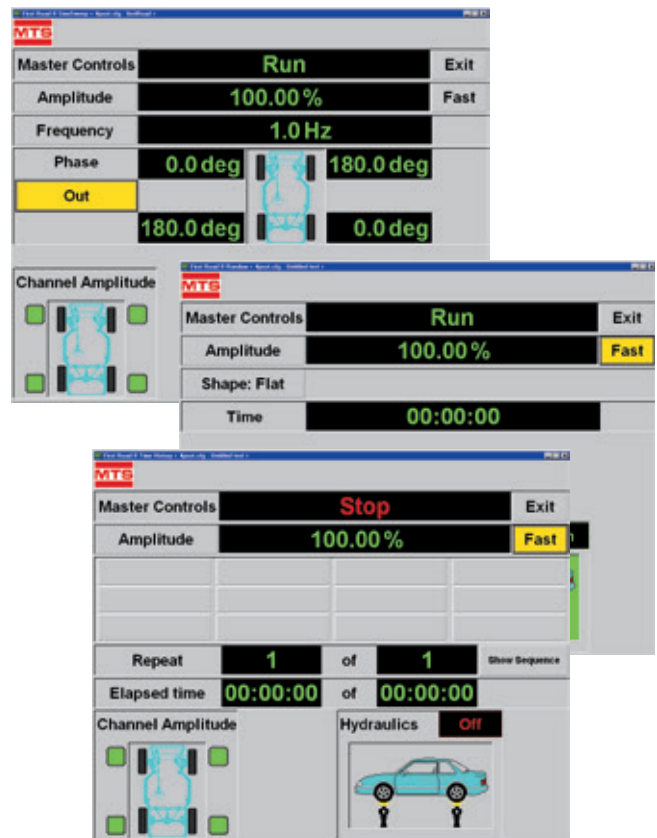 MTS
Master Controls Run Exit
Amplitude 100.00 % Fast
Frequency 1.0 Hz
Phase 0.0 deg 180.0 deg
Out
180.0 deg 0.0 deg
Channel Amplitude
MTS
Master Controls Run Exit
Amplitude 100.00 % Fast
Shape: Flat
Time 00:00:00
MTS
Master Controls Stop Exit
Amplitude 100.00 % Fast
Repeat 1 of 1 Show Sequence
Elapsed time 00:00:00 of 00:00:00
Channel Amplitude Hydraulics Off